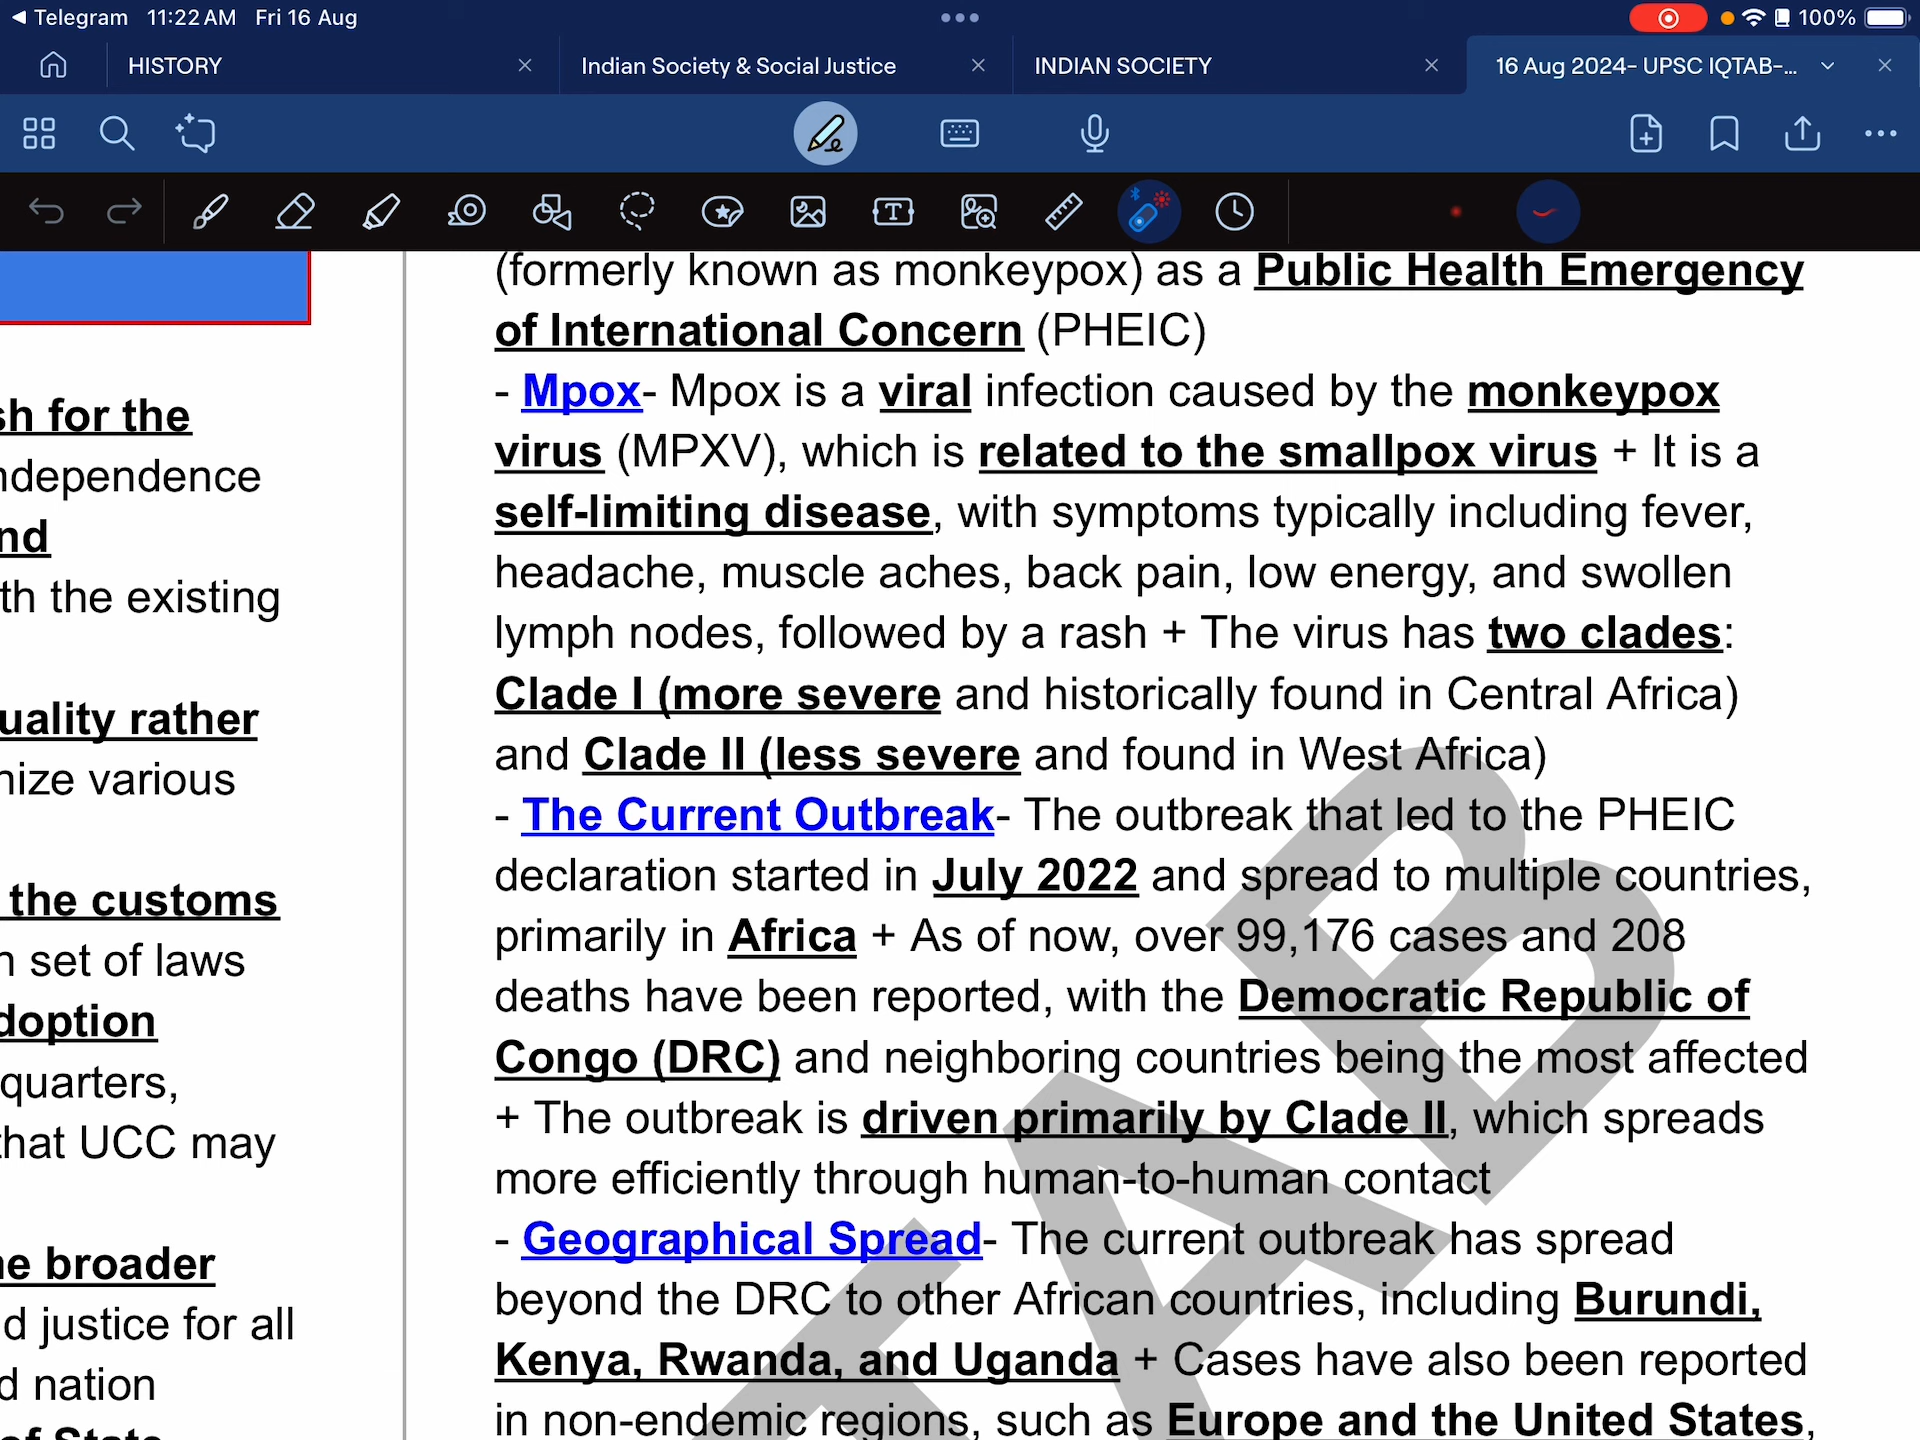 Telegram 11:22 AM Fri 16 Aug
100%
HISTORY
Indian Society & Social Justice
INDIAN SOCIETY
16 Aug 2024- UPSC IQTAB-...
sh for the
ndependence
nd
th the existing
uality rather
nize various
the customs
n set of laws
doption
quarters,
that UCC may
ne broader
d justice for all
d nation
of State
(formerly known as monkeypox) as a Public Health Emergency
of International Concern (PHEIC)
- Mpox- Mpox is a viral infection caused by the monkeypox
virus (MPXV), which is related to the smallpox virus + It is a
self-limiting disease, with symptoms typically including fever,
headache, muscle aches, back pain, low energy, and swollen
lymph nodes, followed by a rash + The virus has two clades:
Clade I (more severe and historically found in Central Africa)
and Clade II (less severe and found in West Africa)
- The Current Outbreak- The outbreak that led to the PHEIC
declaration started in July 2022 and spread to multiple countries,
primarily in Africa + As of now, over 99,176 cases and 208
deaths have been reported, with the Democratic Republic of
Congo (DRC) and neighboring countries being the most affected
+ The outbreak is driven primarily by Clade II, which spreads
more efficiently through human-to-human contact
- Geographical Spread- The current outbreak has spread
beyond the DRC to other African countries, including Burundi,
Kenya, Rwanda, and Uganda + Cases have also been reported
in non-endemic regions, such as Europe and the United States,
TAB